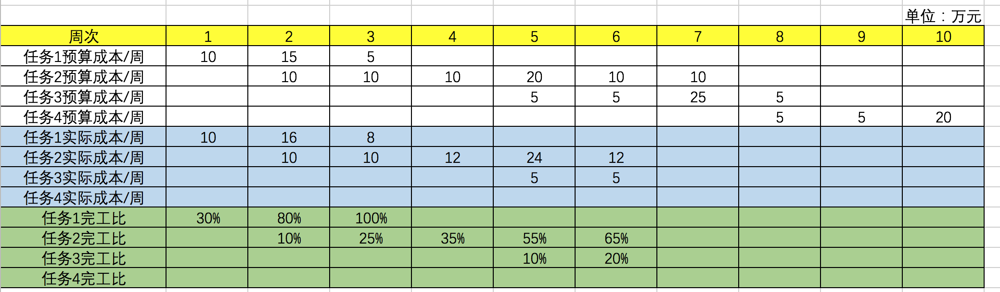 单位：万元
周次 1 2 3 4 5 6 7 8 9 10
任务1预算成本/周 10 15 5
任务2预算成本/周 10 10 10 20 10 10
任务3预算成本/周 5 5 25 5
任务4预算成本/周 5 5 20
任务1实际成本/周 10 16 8
任务2实际成本/周 10 10 12 24 12
任务3实际成本/周 5 5
任务4实际成本/周
任务1完工比 30% 80% 100%
任务2完工比 10% 25% 35% 55% 65%
任务3完工比 10% 20%
任务4完工比